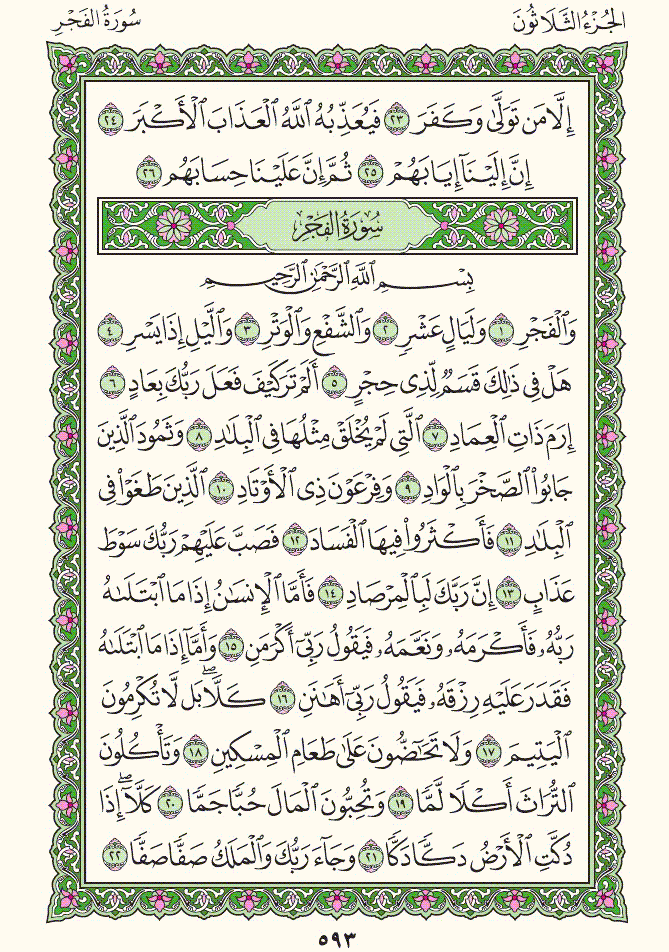 الجُزْءُ الثَّلَاثُونَ سُورَةُ الفَجْرِ
إِلَّا مَن تَوَلَّىٰ وَكَفَرَ ٢٣ فَيُعَذِّبُهُ ٱللَّهُ ٱلْعَذَابَ ٱلْأَكْبَرَ ٢٤
إِنَّ إِلَيْنَآ إِيَابَهُمْ ٢٥ ثُمَّ إِنَّ عَلَيْنَا حِسَابَهُم ٢٦
سُورَةُ الفَجْرِ
بِسْمِ ٱللَّهِ ٱلرَّحْمَٰنِ ٱلرَّحِيمِ
وَٱلْفَجْرِ ١ وَلَيَالٍ عَشْرٍ ٢ وَٱلشَّفْعِ وَٱلْوَتْرِ ٣ وَٱلَّيْلِ إِذَا يَسْرِ ٤
هَلْ فِى ذَٰلِكَ قَسَمٌ لِّذِى حِجْرٍ ٥ أَلَمْ تَرَ كَيْفَ فَعَلَ رَبُّكَ بِعَادٍ ٦
إِرَمَ ذَاتِ ٱلْعِمَادِ ٧ ٱلَّتِى لَمْ يُخْلَقْ مِثْلُهَا فِى ٱلْبِلَٰدِ ٨ وَثَمُودَ ٱلَّذِينَ
جَابُوا۟ ٱلصَّخْرَ بِٱلْوَادِ ٩ وَفِرْعَوْنَ ذِى ٱلْأَوْتَادِ ١٠ ٱلَّذِينَ طَغَوْا۟ فِى
ٱلْبِلَٰدِ ١١ فَأَكْثَرُوا۟ فِيهَا ٱلْفَسَادَ ١٢ فَصَبَّ عَلَيْهِمْ رَبُّكَ سَوْطَ
عَذَابٍ ١٣ إِنَّ رَبَّكَ لَبِٱلْمِرْصَادِ ١٤ فَأَمَّا ٱلْإِنسَٰنُ إِذَا مَا ٱبْتَلَىٰهُ
رَبُّهُۥ فَأَكْرَمَهُۥ وَنَعَّمَهُۥ فَيَقُولُ رَبِّىٓ أَكْرَمَنِ ١٥ وَأَمَّآ إِذَا مَا ٱبْتَلَىٰهُ
فَقَدَرَ عَلَيْهِ رِزْقَهُۥ فَيَقُولُ رَبِّىٓ أَهَٰنَنِ ١٦ كَلَّا ۖ بَل لَّا تُكْرِمُونَ
ٱلْيَتِيمَ ١٧ وَلَا تَحَٰٓضُّونَ عَلَىٰ طَعَامِ ٱلْمِسْكِينِ ١٨ وَتَأْكُلُونَ
ٱلتُّرَاثَ أَكْلًا لَّمًّا ١٩ وَتُحِبُّونَ ٱلْمَالَ حُبًّا جَمًّا ٢٠ كَلَّآ ۖ إِذَا
دُكَّتِ ٱلْأَرْضُ دَكًّا دَكًّا ٢١ وَجَآءَ رَبُّكَ وَٱلْمَلَكُ صَفًّا صَفًّا ٢٢
٥٩٣